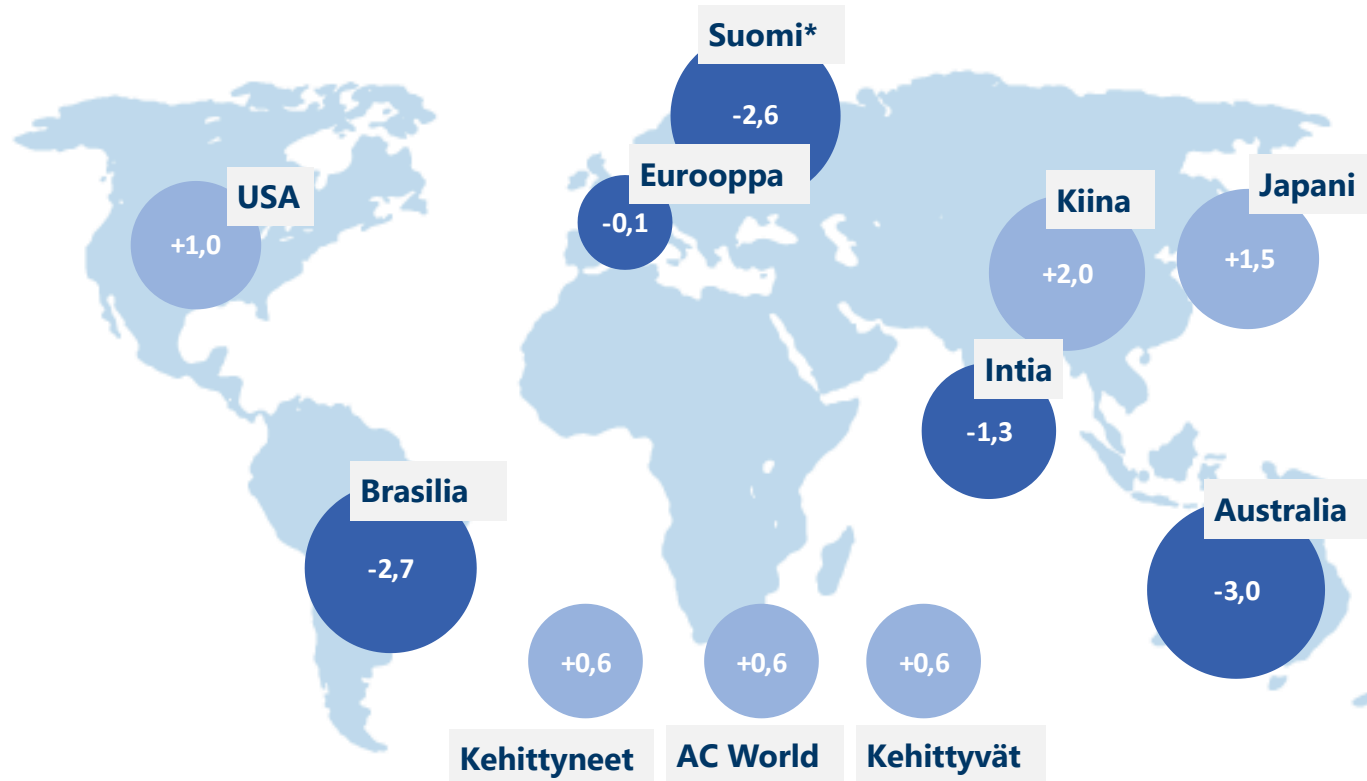 Suomi*
-2,6
Eurooppa
-0,1
USA
+1,0
Kiina
+2,0
Japani
+1,5
Intia
-1,3
Brasilia
-2,7
Australia
-3,0
+0,6
Kehittyneet
+0,6
AC World
+0,6
Kehittyvät